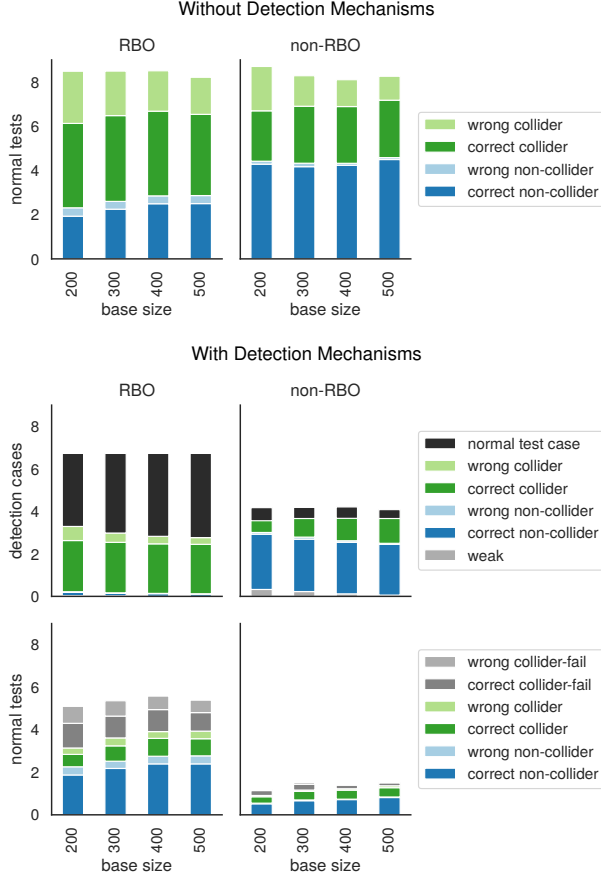 Without Detection Mechanisms
RBO
non-RBO
normal tests
8
6
4
2
0
200
300
400
500
base size
200
300
400
500
base size
wrong collider
correct collider
wrong non-collider
correct non-collider
With Detection Mechanisms
RBO
non-RBO
detection cases
8
6
4
2
0
normal test case
wrong collider
correct collider
wrong non-collider
correct non-collider
weak
normal tests
8
6
4
2
0
200
300
400
500
base size
200
300
400
500
base size
wrong collider-fail
correct collider-fail
wrong collider
correct collider
wrong non-collider
correct non-collider